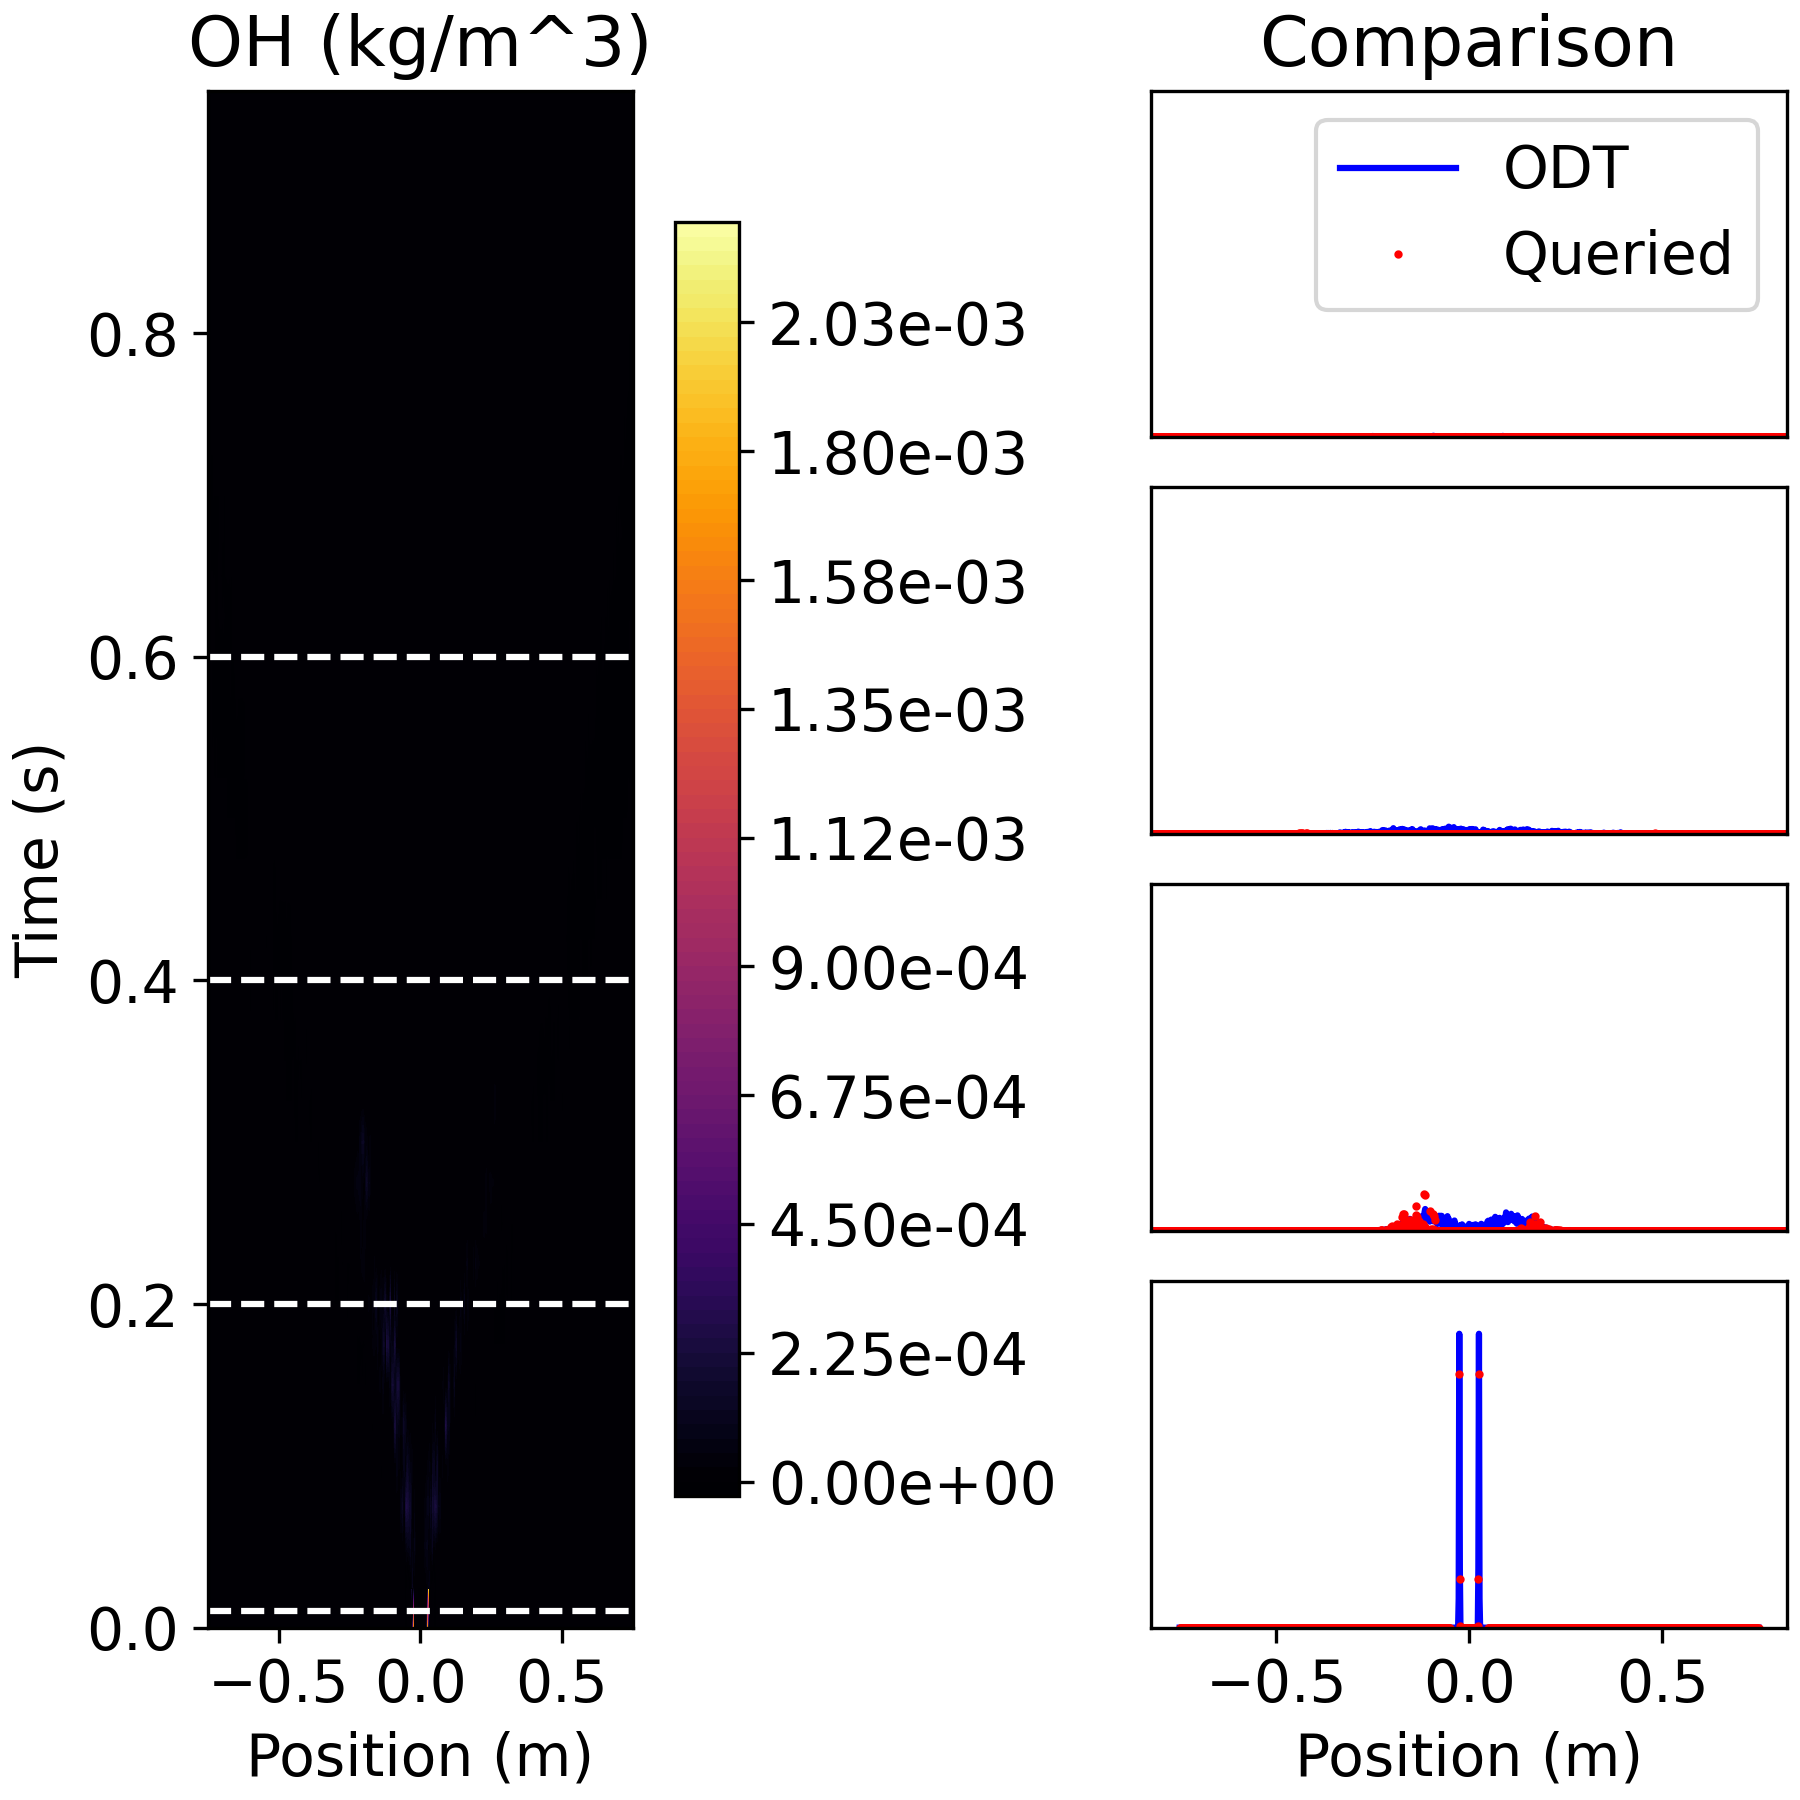 OH (kg/m^3)
Time (s)
0.8
0.6
0.4
0.2
0.0
−0.5 0.0 0.5
Position (m)
2.03e-03
1.80e-03
1.58e-03
1.35e-03
1.12e-03
9.00e-04
6.75e-04
4.50e-04
2.25e-04
0.00e+00
Comparison
ODT
Queried
−0.5 0.0 0.5
Position (m)